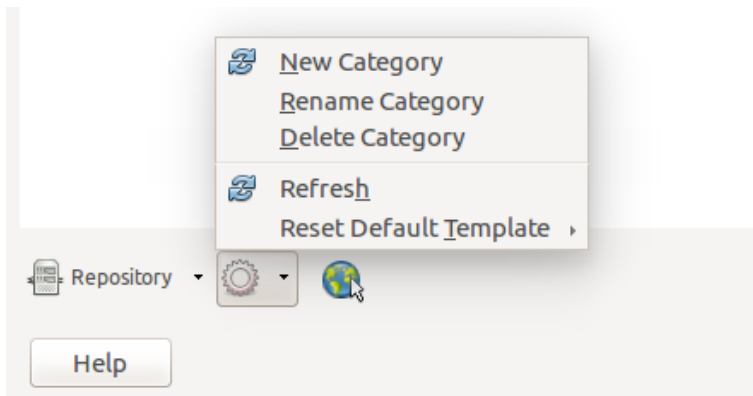 New Category
Rename Category
Delete Category
Refresh
Reset Default Template
Repository
Help